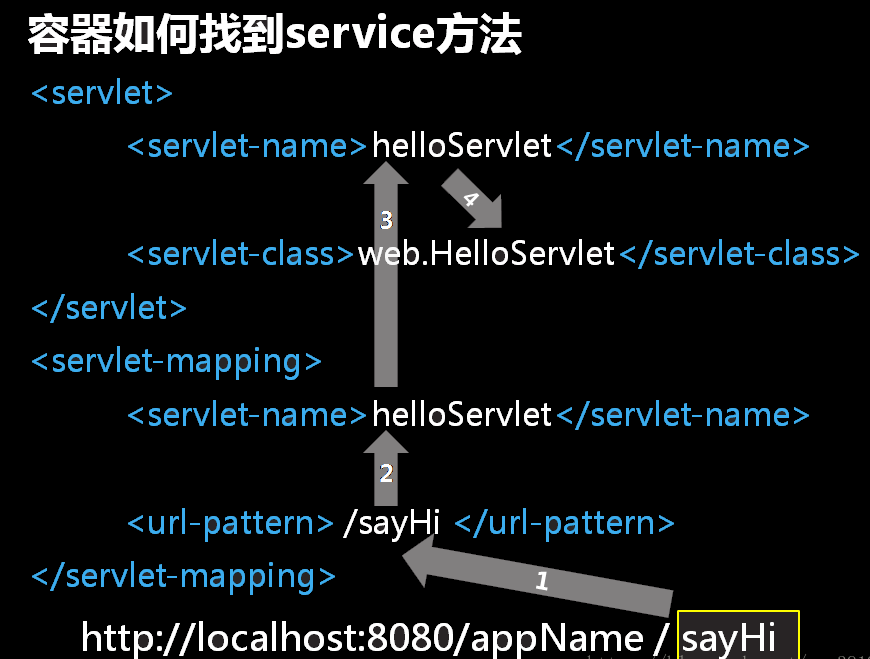 容器如何找到service方法
<servlet>
<servlet-name>helloServlet</servlet-name>
3
4
<servlet-class>web.HelloServlet</servlet-class>
</servlet>
<servlet-mapping>
<servlet-name>helloServlet</servlet-name>
2
<url-pattern> /sayHi </url-pattern>
</servlet-mapping>
1
http://localhost:8080/appName / sayHi